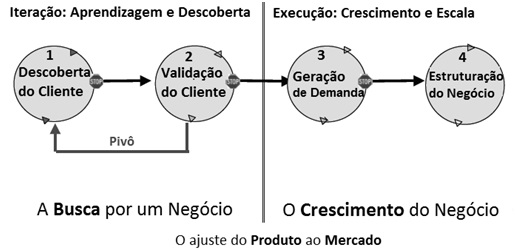 Iteração: Aprendizagem e Descoberta
Execução: Crescimento e Escala
1
Descoberta
do Cliente
2
Validação
do Cliente
3
Geração
de Demanda
4
Estruturação
do Negócio
Pivô
A Busca por um Negócio
O Crescimento do Negócio
O ajuste do Produto ao Mercado